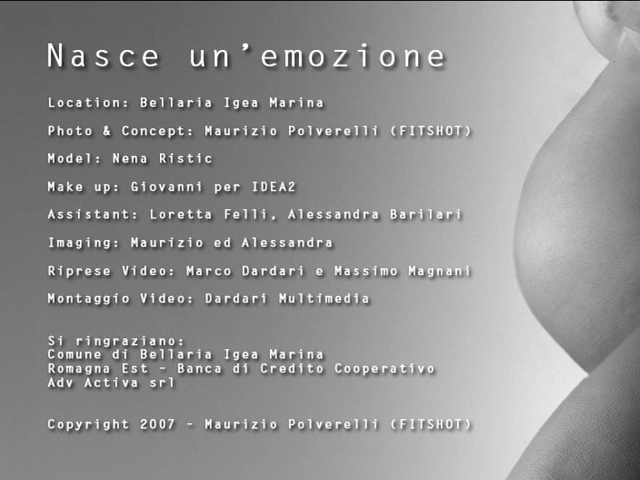 Nasce un'emozione
Location: Bellaria Igea Marina
Photo & Concept: Maurizio Polverelli (FITSHOT)
Model: Nena Ristic
Make up: Giovanni per IDEA2
Assistant: Loretta Felli, Alessandra Barilari
Imaging: Maurizio ed Alessandra
Riprese Video: Marco Dardari e Massimo Magnani
Montaggio Video: Dardari Multimedia
Si ringraziano:
Comune di Bellaria Igea Marina
Romagna Est - Banca di Credito Cooperativo
Adv Activa srl
Copyright 2007 - Maurizio Polverelli (FITSHOT)